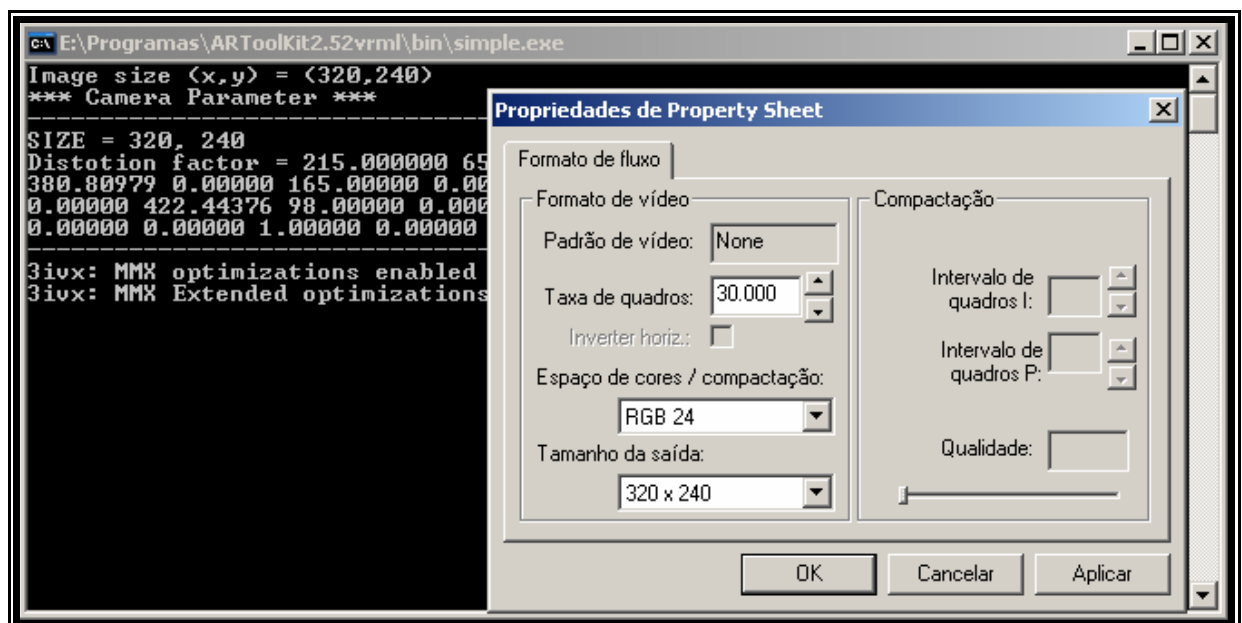 E:\Programas\ARToolKit2.52vrml\bin\simple.exe
Image size (x,y) = (320,240)
*** Camera Parameter ***
--------------------------------------
SIZE = 320, 240
Distotion factor = 215.000000 65
380.80979 0.00000 165.00000 0.00
0.00000 422.44376 98.00000 0.000
0.00000 0.00000 1.00000 0.00000
--------------------------------------
3ivx: MMX optimizations enabled
3ivx: MMX Extended optimizations
Propriedades de Property Sheet
Formato de fluxo
Formato de vídeo
Padrão de vídeo: None
Taxa de quadros: 30.000
Inverter horiz.:
Espaço de cores / compactação:
RGB 24
Tamanho da saída:
320 x 240
Compactação
Intervalo de
quadros I:
Intervalo de
quadros P:
Qualidade:
OK Cancelar Aplicar